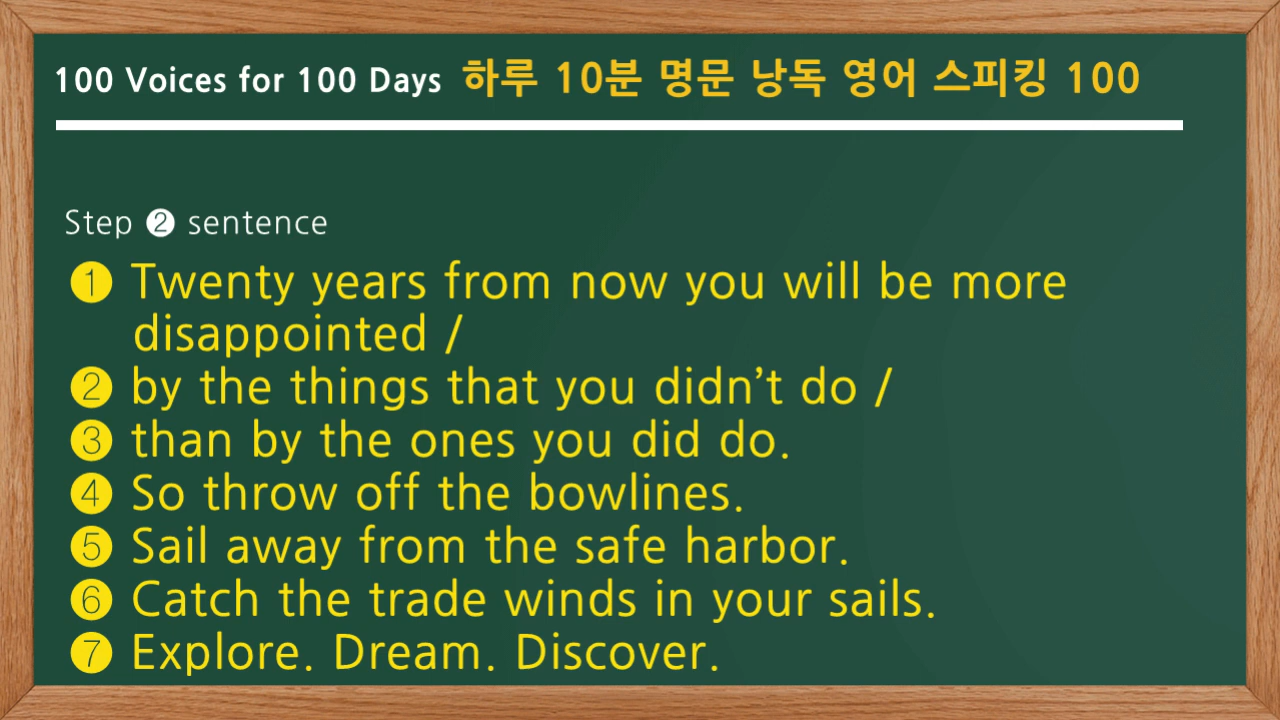 100 Voices for 100 Days 하루 10분 명문 낭독 영어 스피킹 100
Step ❷ sentence
❶ Twenty years from now you will be more
disappointed /
❷ by the things that you didn’t do /
❸ than by the ones you did do.
❹ So throw off the bowlines.
❺ Sail away from the safe harbor.
❻ Catch the trade winds in your sails.
❼ Explore. Dream. Discover.